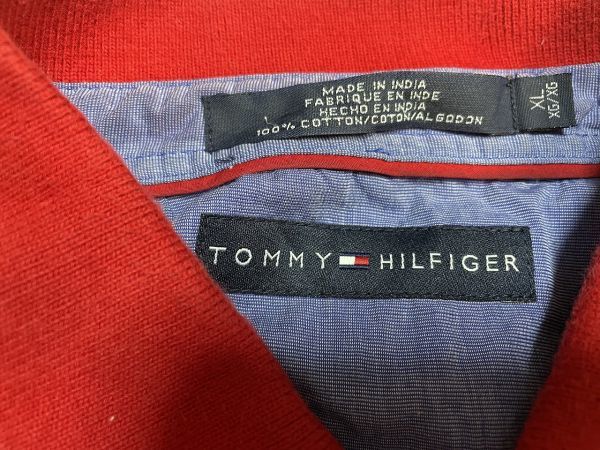 MADE IN INDIA
FABRIQUE EN INDE
HECHO EN INDIA
100% COTTON/COTON/ALGODON
XL
XG/XG
TOMMY HILFIGER